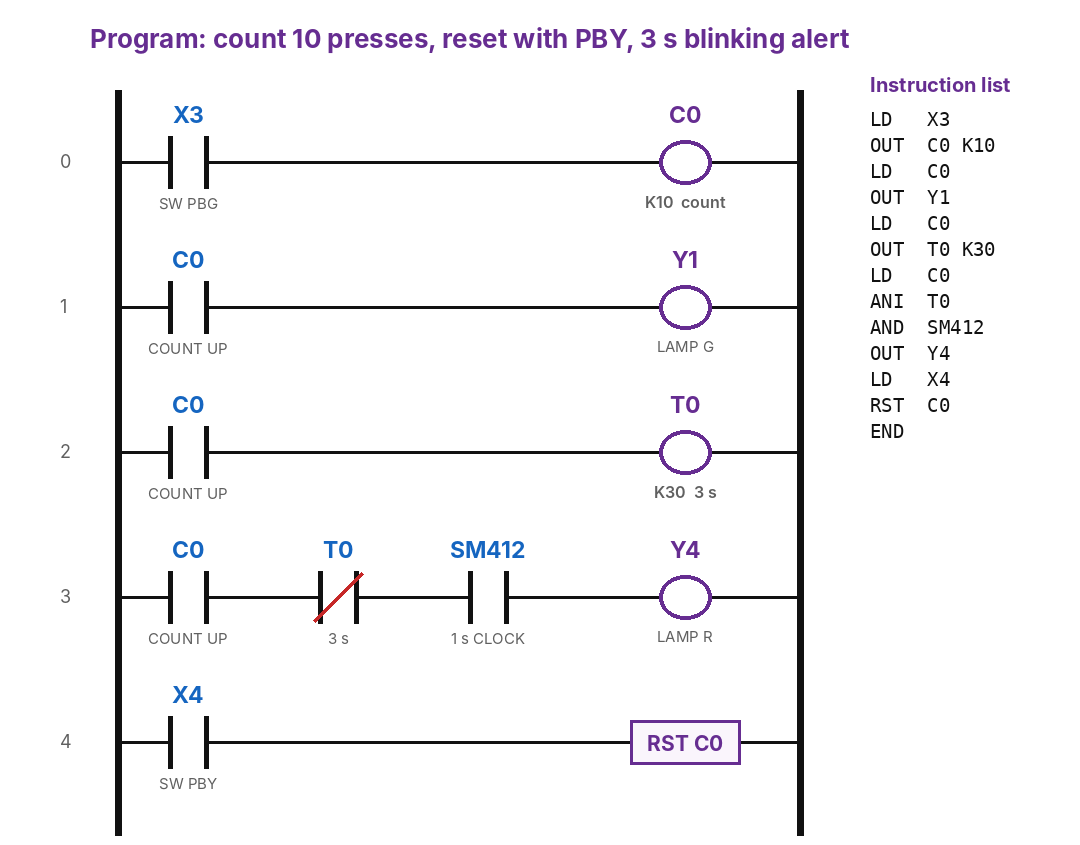 Program: count 10 presses, reset with PBY, 3 s blinking alert
X3
C0
0
SW PBG
K10 count
C0
Y1
1
COUNT UP
LAMP G
C0
T0
2
COUNT UP
K30 3 s
C0
T0
SM412
Y4
3
COUNT UP
3 s
1 s CLOCK
LAMP R
X4
4
RST C0
SW PBY
Instruction list
LD X3
OUT C0 K10
LD C0
OUT Y1
LD C0
OUT T0 K30
LD C0
ANI T0
AND SM412
OUT Y4
LD X4
RST C0
END